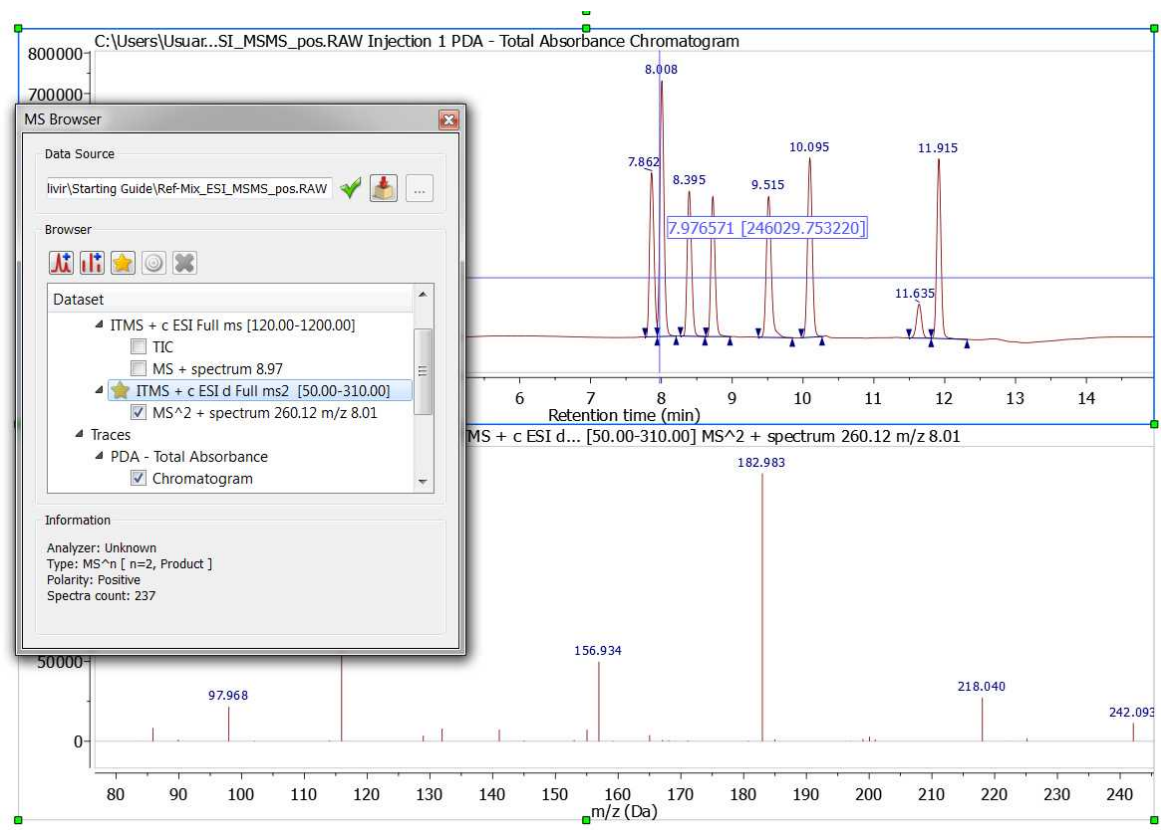 C:\Users\Usuar...SI_MSMS_pos.RAW Injection 1 PDA - Total Absorbance Chromatogram
800000
700000
8.008
7.862
8.395
9.515
10.095
11.635
11.915
7.976571 [246029.753220]
6 7 8 9 10 11 12 13 14
Retention time (min)
MS Browser
Data Source
livir\Starting Guide\Ref-Mix_ESI_MSMS_pos.RAW
...
Browser
Dataset
ITMS + c ESI Full ms [120.00-1200.00]
TIC
MS + spectrum 8.97
ITMS + c ESI d Full ms2 [50.00-310.00]
MS^2 + spectrum 260.12 m/z 8.01
Traces
PDA - Total Absorbance
Chromatogram
Information
Analyzer: Unknown
Type: MS^n [ n=2, Product ]
Polarity: Positive
Spectra count: 237
MS + c ESI d... [50.00-310.00] MS^2 + spectrum 260.12 m/z 8.01
182.983
156.934
50000
97.968
218.040
242.093
0
80 90 100 110 120 130 140 150 160 170 180 190 200 210 220 230 240
m/z (Da)